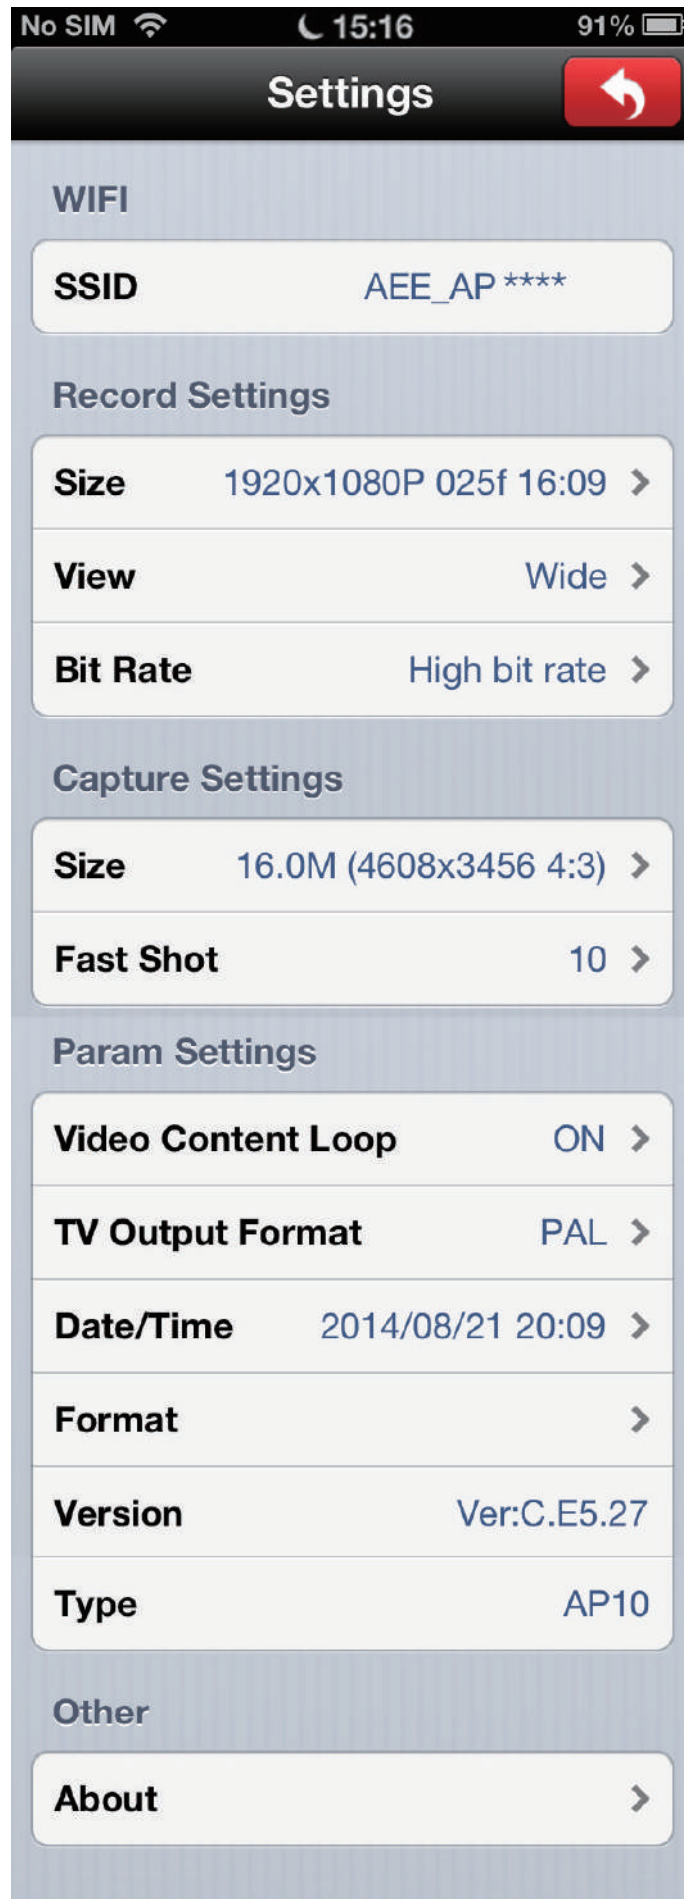 No SIM 15:16 91%
Settings
WIFI
SSID AEE_AP ****
Record Settings
Size 1920x1080P 025f 16:09
View Wide
Bit Rate High bit rate
Capture Settings
Size 16.0M (4608x3456 4:3)
Fast Shot 10
Param Settings
Video Content Loop ON
TV Output Format PAL
Date/Time 2014/08/21 20:09
Format
Version Ver:C.E5.27
Type AP10
Other
About